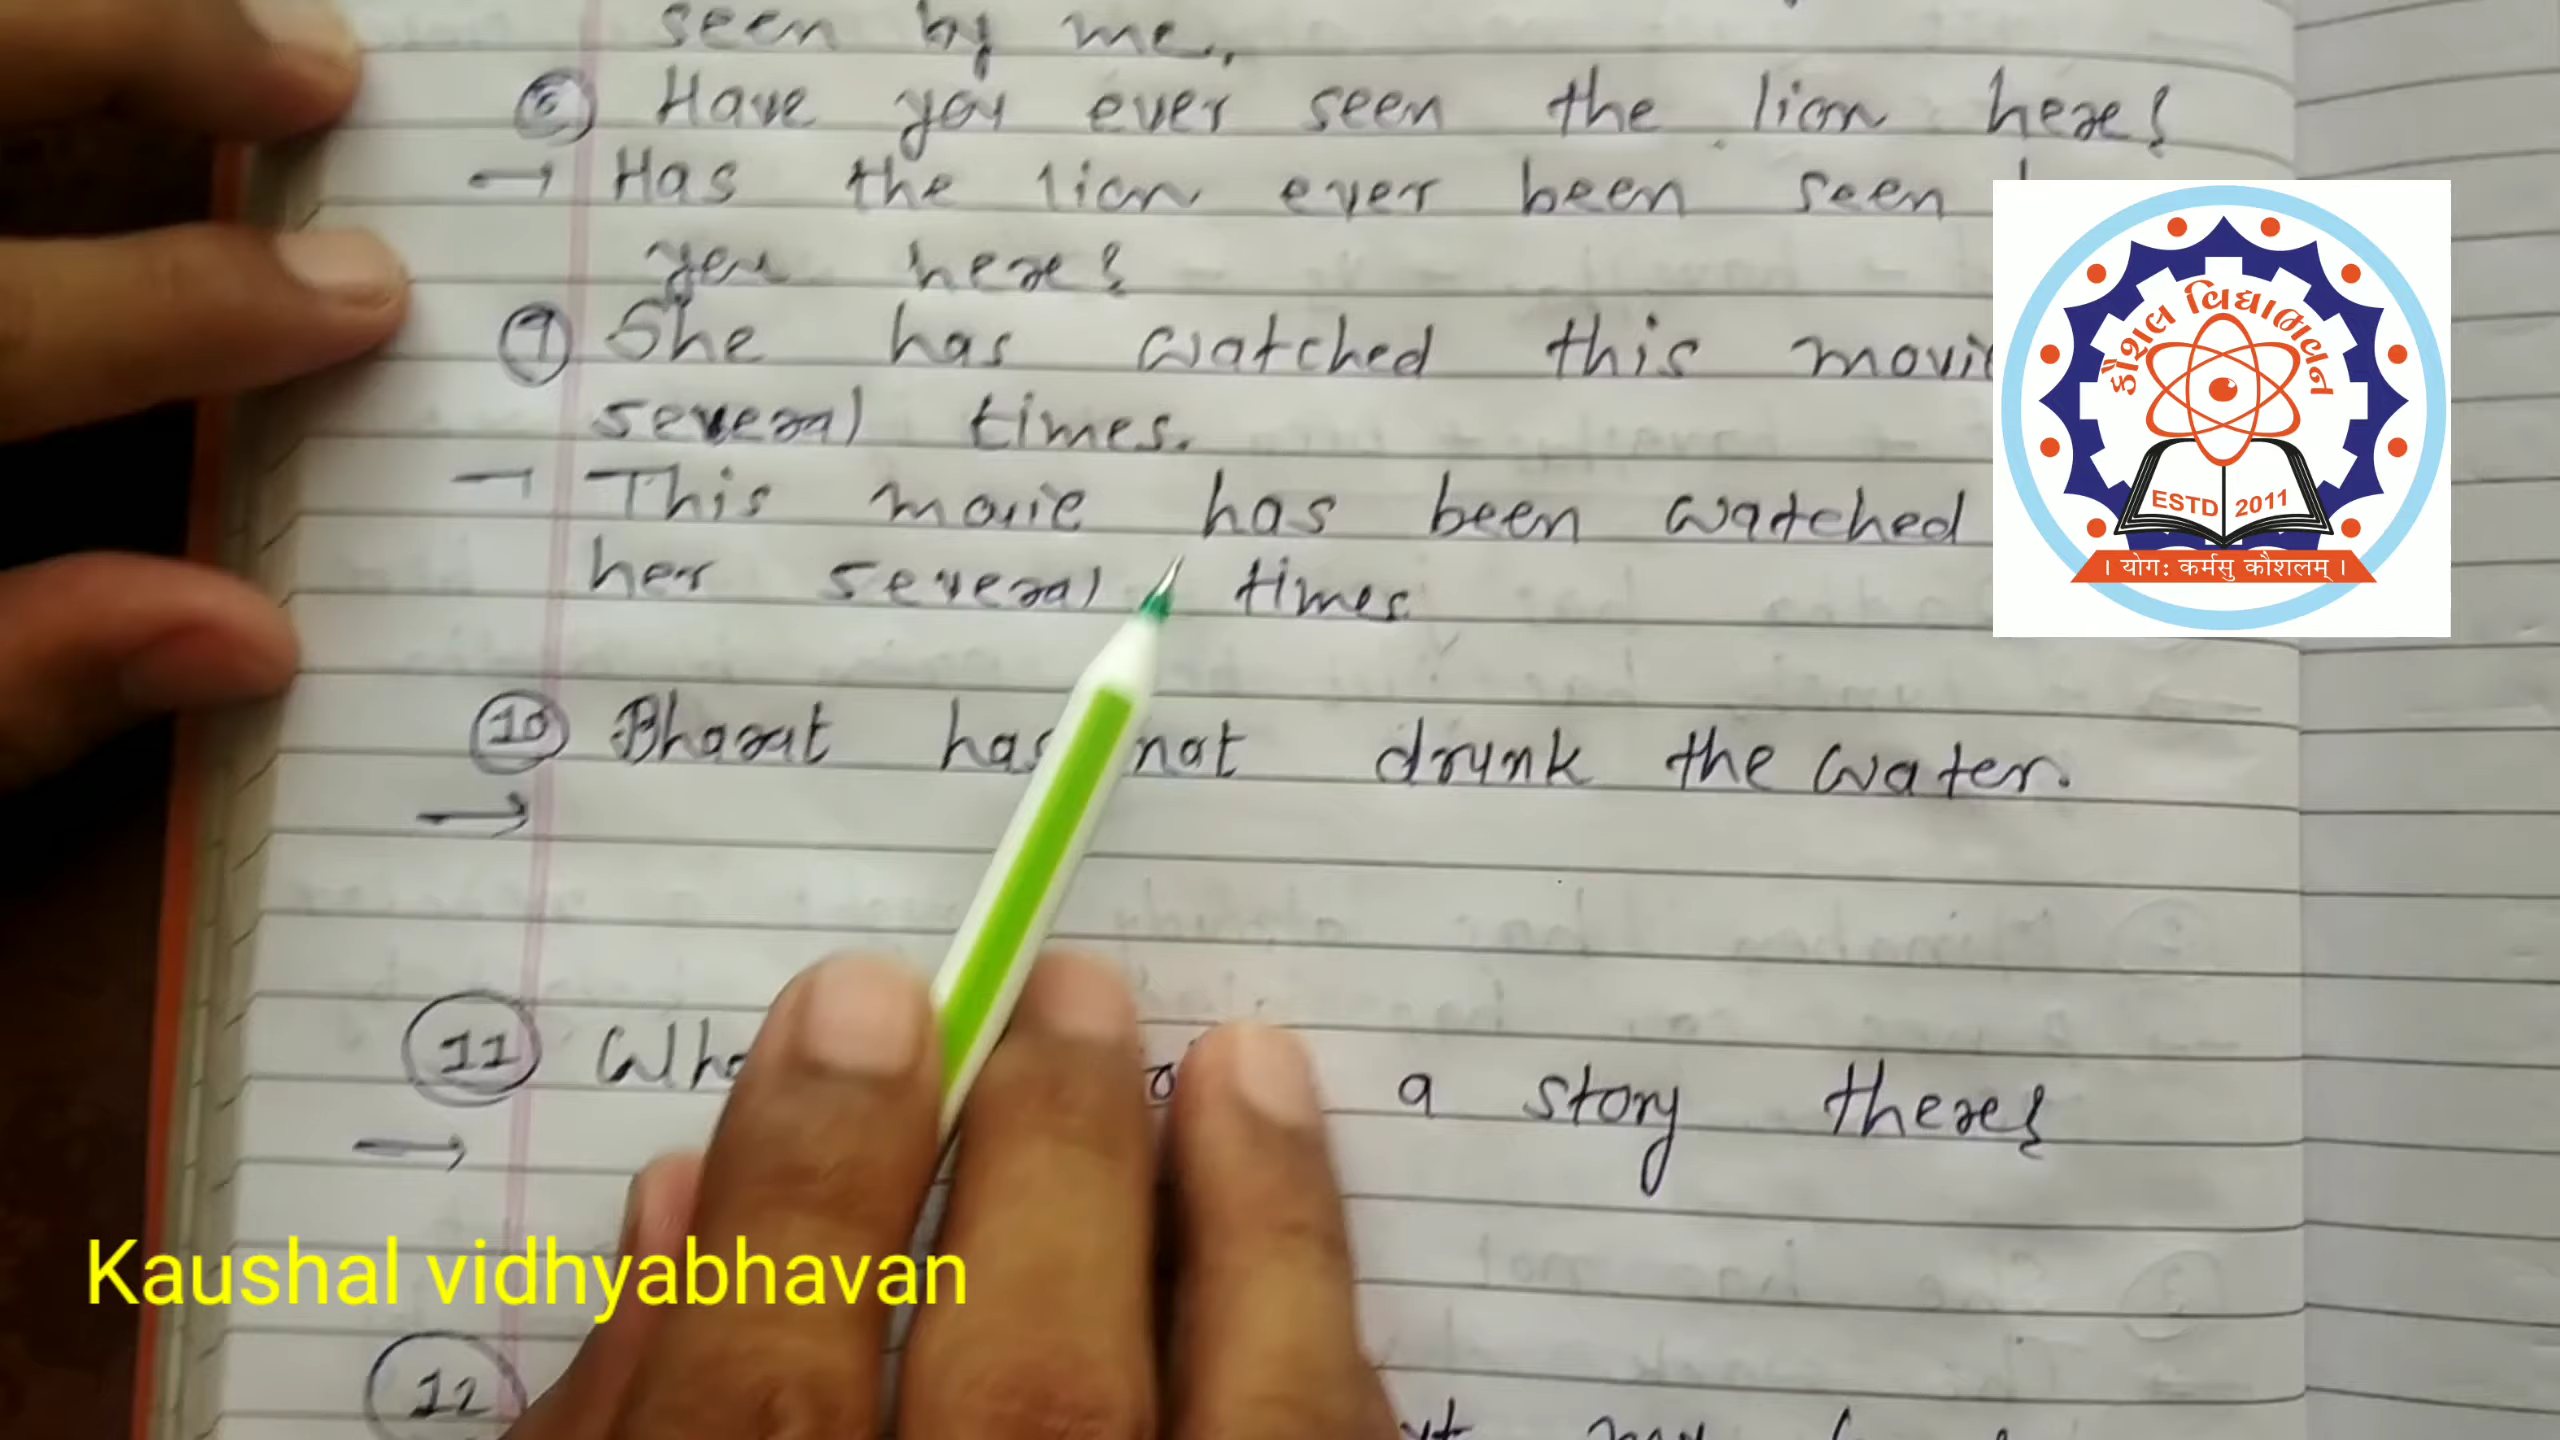 seen by me.
8 Have you ever seen the lion here?
→ Has the lion ever been seen
you here?
9 She has watched this movie
several times.
→ This movie has been watched
her several times
10 Bharat has not drunk the water.
→
11 a story there?
→
12
કૌશલ વિદ્યાભવન
ESTD 2011
। योगः कर्मसु कौशलम् ।
Kaushal vidhyabhavan